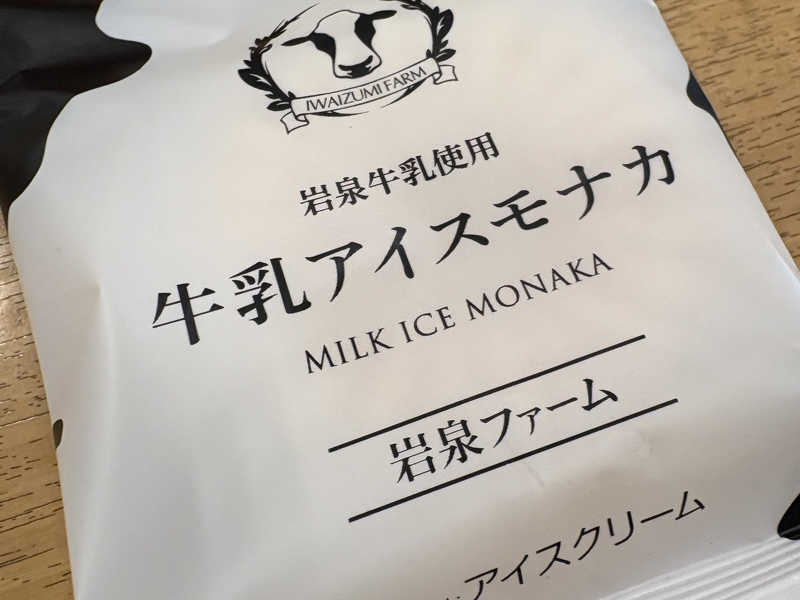 IWAIZUMI FARM
岩泉牛乳使用
牛乳アイスモナカ
MILK ICE MONAKA
岩泉ファーム
アイスクリーム